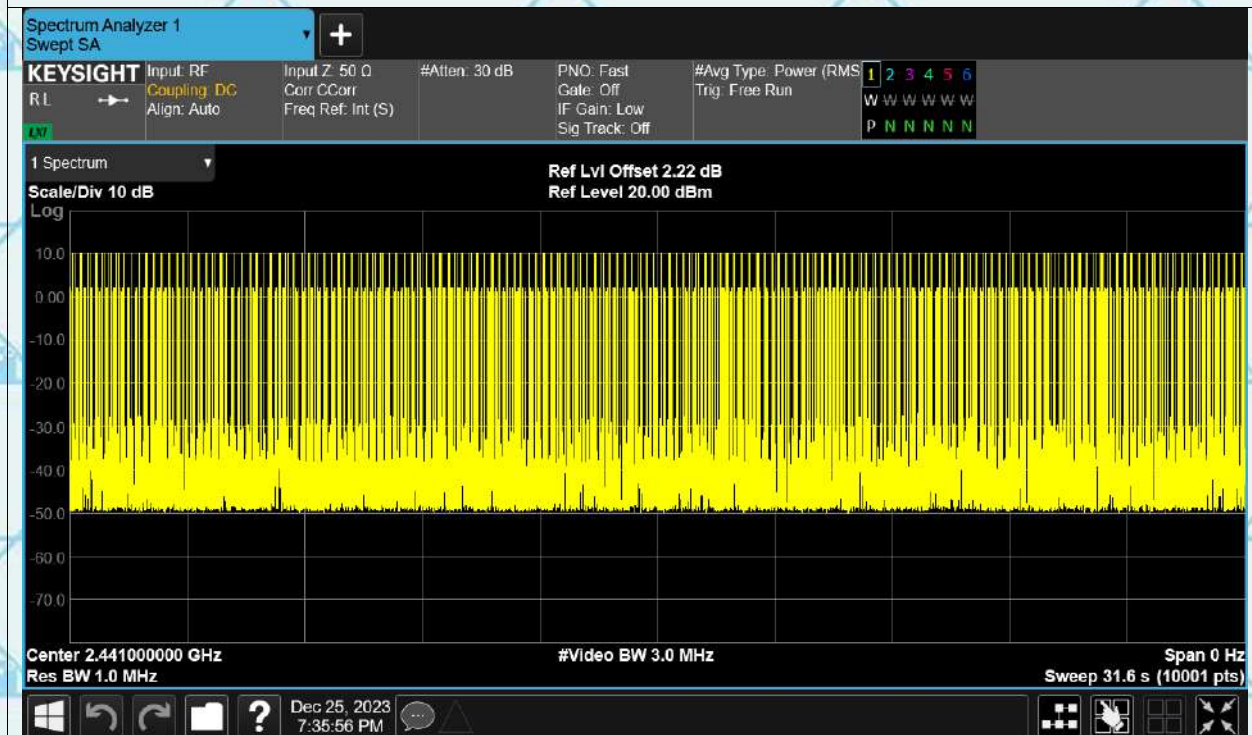 Spectrum Analyzer 1
Swept SA
+
KEYSIGHT
RL
LXI
Input: RF
Coupling: DC
Align: Auto
Input Z: 50 Ω
Corr CCorr
Freq Ref: Int (S)
#Atten: 30 dB
PNO: Fast
Gate: Off
IF Gain: Low
Sig Track: Off
#Avg Type: Power (RMS
Trig: Free Run
1 2 3 4 5 6
W W W W W W
P N N N N N
1 Spectrum
Scale/Div 10 dB
Ref Lvl Offset 2.22 dB
Ref Level 20.00 dBm
Log
10.0
0.00
-10.0
-20.0
-30.0
-40.0
-50.0
-60.0
-70.0
Center 2.441000000 GHz
Res BW 1.0 MHz
#Video BW 3.0 MHz
Span 0 Hz
Sweep 31.6 s (10001 pts)
?
Dec 25, 2023
7:35:56 PM